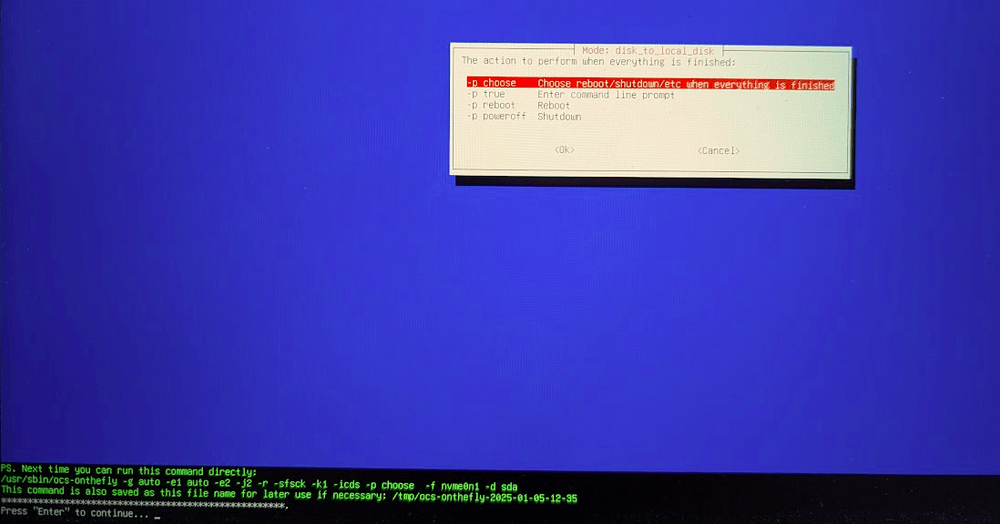 Mode: disk_to_local_disk
The action to perform when everything is finished:
-p choose Choose reboot/shutdown/etc when everything is finished
-p true Enter command line prompt
-p reboot Reboot
-p poweroff Shutdown
<Ok> <Cancel>
PS. Next time you can run this command directly:
/usr/sbin/ocs-onthefly -g auto -e1 auto -e2 -j2 -r -sfsck -k1 -icds -p choose -f nvme0n1 -d sda
This command is also saved as this file name for later use if necessary: /tmp/ocs-onthefly-2025-01-05-12-35
*****************************************************.
Press "Enter" to continue... _